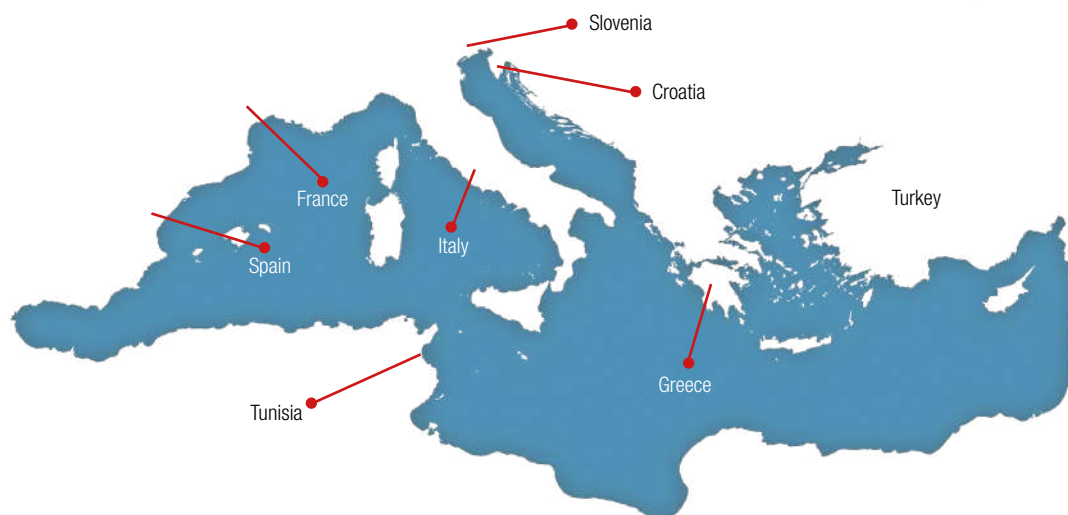 Slovenia
Croatia
France
Turkey
Italy
Spain
Greece
Tunisia